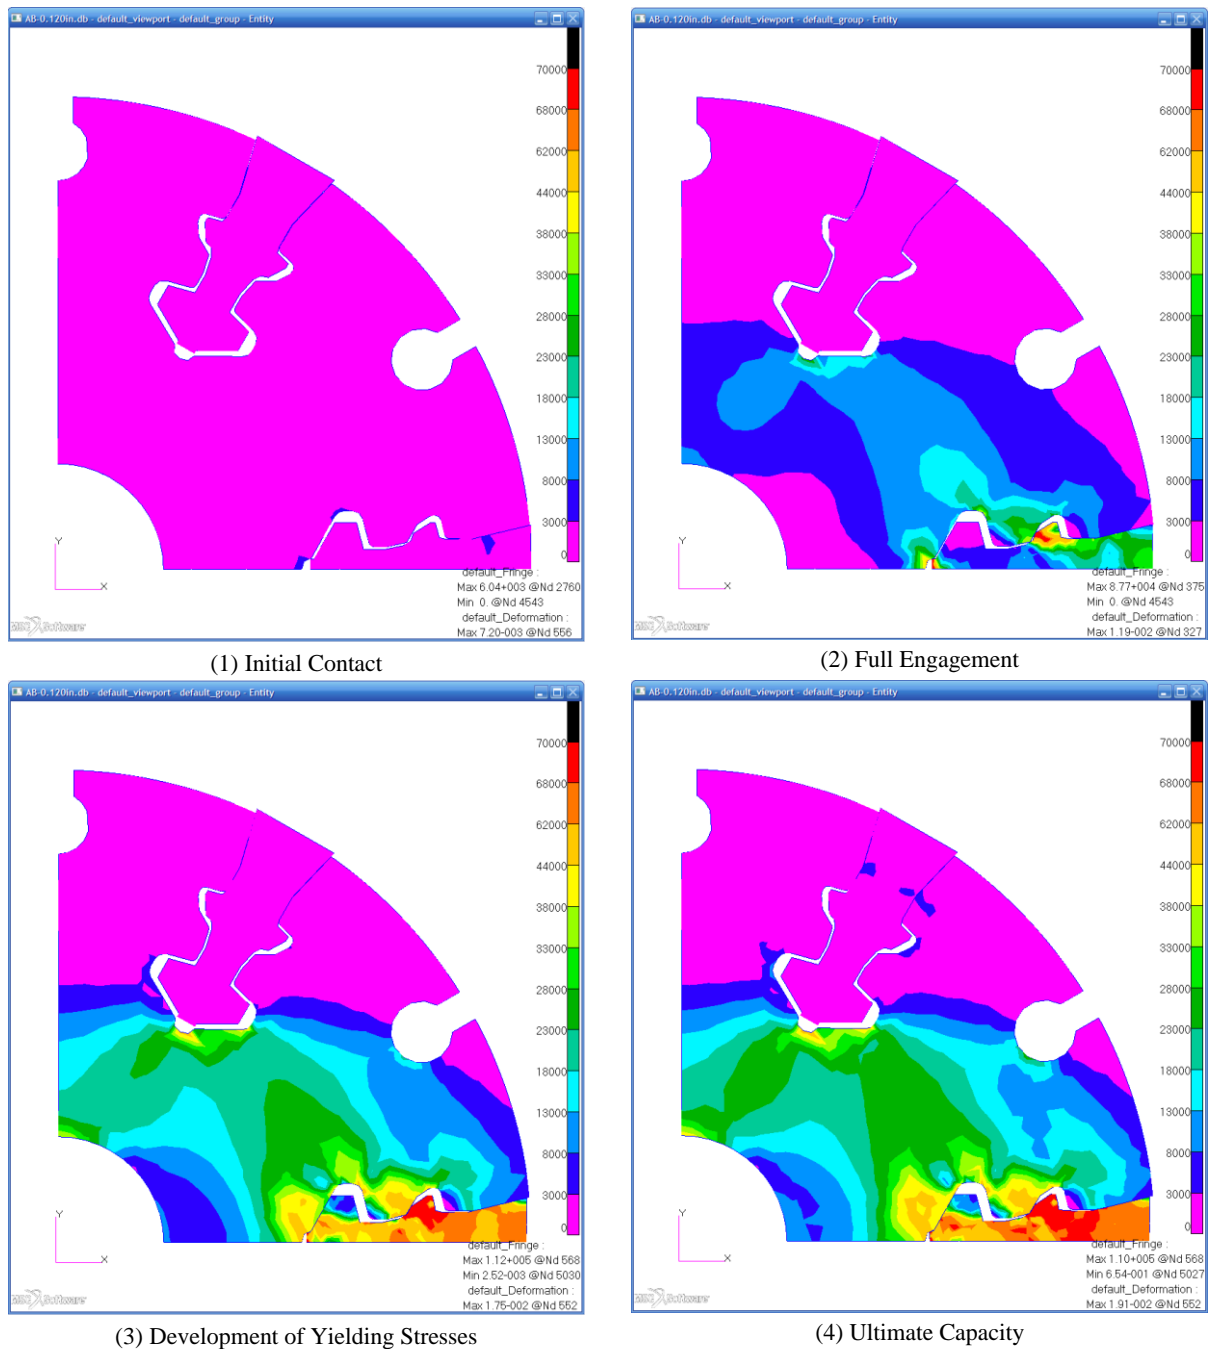 AB-0.120in.db - default_viewport - default_group - Entity
70000
68000
62000
44000
38000
33000
28000
23000
18000
13000
8000
3000
0
Y
X
default_Fringe :
Max 6.04+003 @Nd 2760
Min 0. @Nd 4543
default_Deformation :
Max 7.20-003 @Nd 556
MSC Software
(1) Initial Contact
AB-0.120in.db - default_viewport - default_group - Entity
70000
68000
62000
44000
38000
33000
28000
23000
18000
13000
8000
3000
0
Y
X
default_Fringe :
Max 8.77+004 @Nd 375
Min 0. @Nd 4543
default_Deformation :
Max 1.19-002 @Nd 327
MSC Software
(2) Full Engagement
AB-0.120in.db - default_viewport - default_group - Entity
70000
68000
62000
44000
38000
33000
28000
23000
18000
13000
8000
3000
0
Y
X
default_Fringe :
Max 1.12+005 @Nd 568
Min 2.52-003 @Nd 5030
default_Deformation :
Max 1.75-002 @Nd 552
MSC Software
(3) Development of Yielding Stresses
AB-0.120in.db - default_viewport - default_group - Entity
70000
68000
62000
44000
38000
33000
28000
23000
18000
13000
8000
3000
0
Y
X
default_Fringe :
Max 1.10+005 @Nd 568
Min 6.54-001 @Nd 5027
default_Deformation :
Max 1.91-002 @Nd 552
MSC Software
(4) Ultimate Capacity